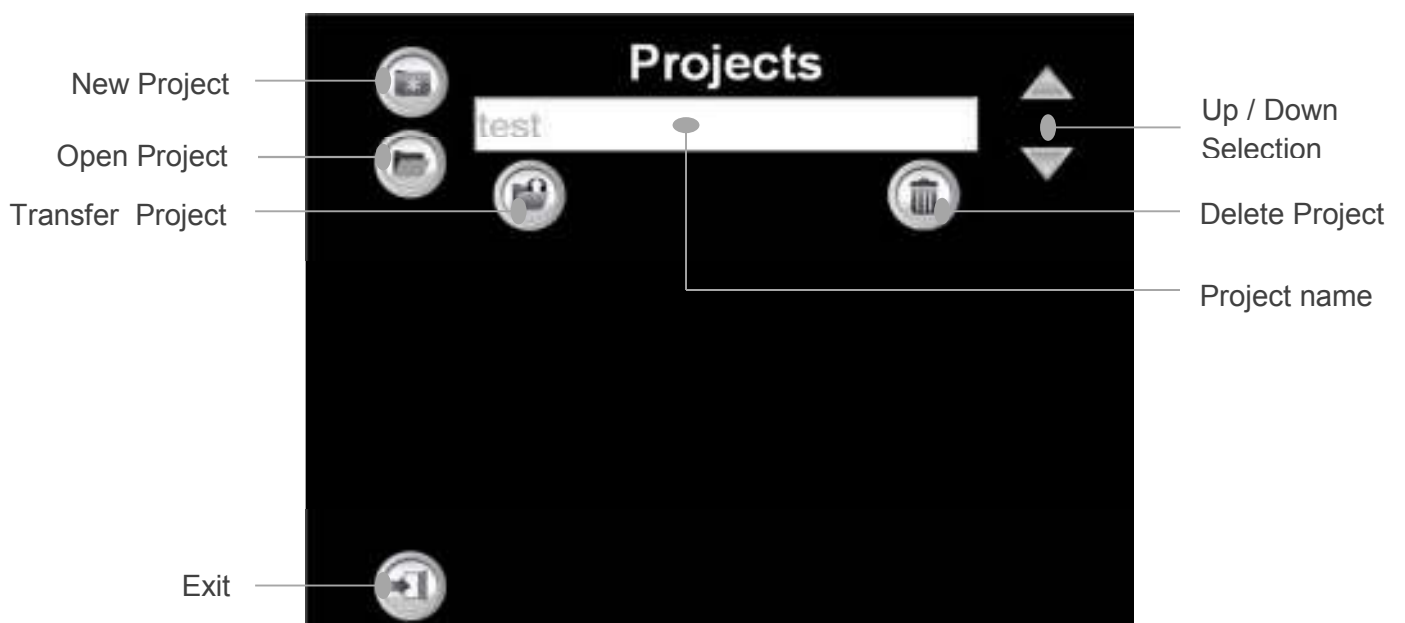 Projects
New Project
test
Up / Down
Selection
Open Project
Transfer Project
Delete Project
Project name
Exit